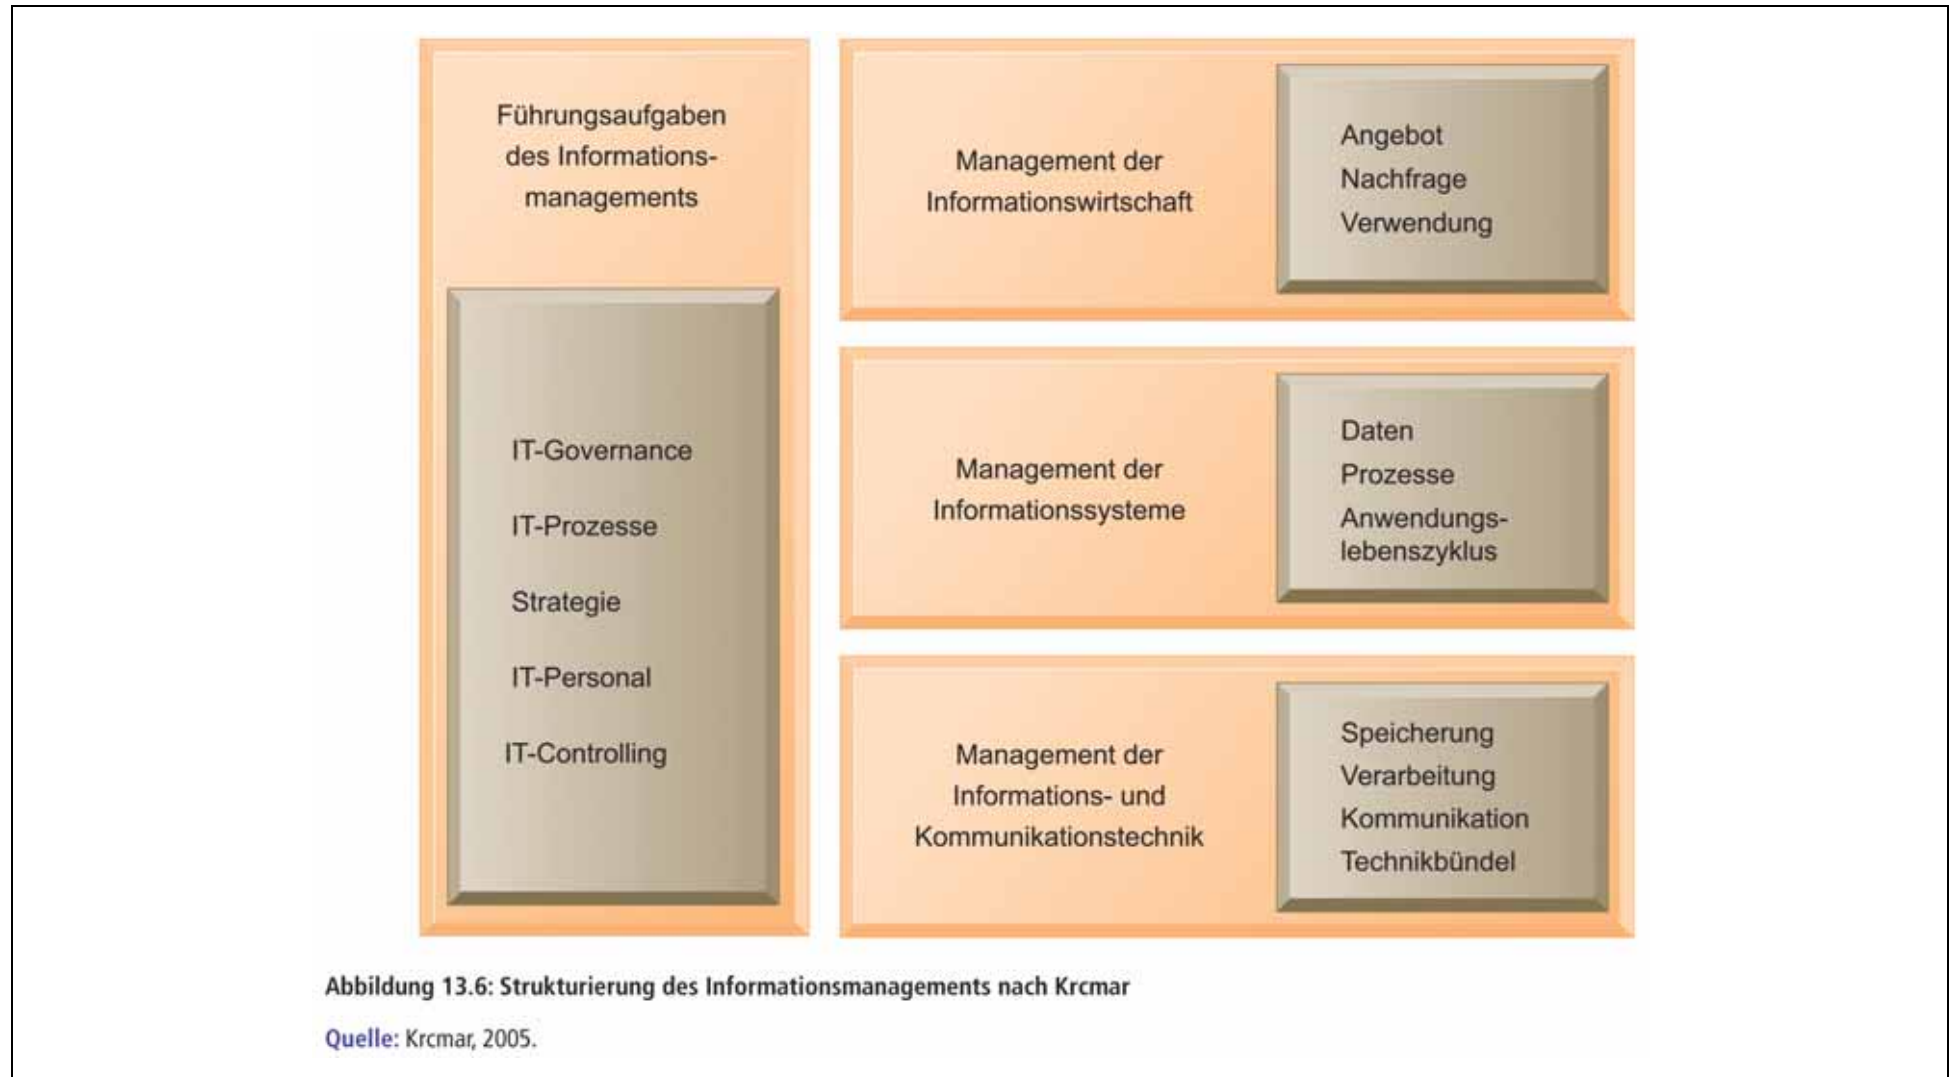 Führungsaufgaben
des Informations-
managements
IT-Governance
IT-Prozesse
Strategie
IT-Personal
IT-Controlling
Management der
Informationswirtschaft
Angebot
Nachfrage
Verwendung
Management der
Informationssysteme
Daten
Prozesse
Anwendungs-
lebenszyklus
Management der
Informations- und
Kommunikationstechnik
Speicherung
Verarbeitung
Kommunikation
Technikbündel
Abbildung 13.6: Strukturierung des Informationsmanagements nach Krcmar
Quelle: Krcmar, 2005.